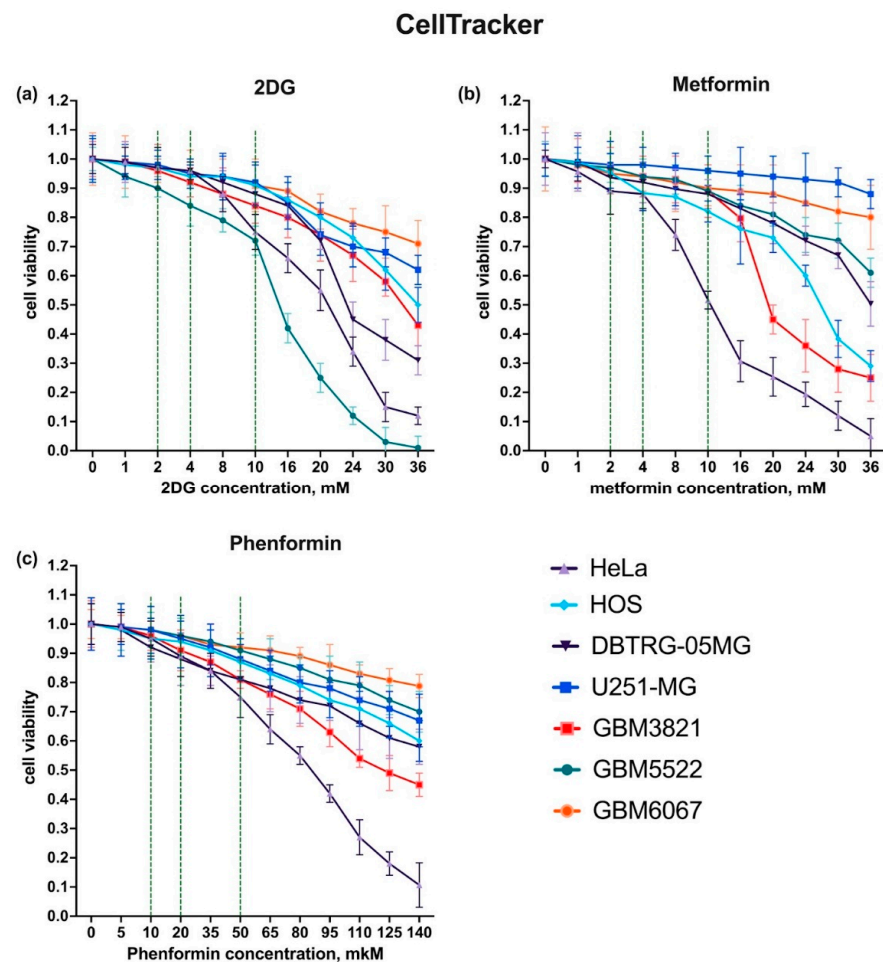 CellTracker
(a) 2DG
1.2
1.1
1.0
0.9
0.8
0.7
0.6
0.5
0.4
0.3
0.2
0.1
0.0
cell viability
0 1 2 4 8 10 16 20 24 30 36
2DG concentration, mM
(b) Metformin
1.2
1.1
1.0
0.9
0.8
0.7
0.6
0.5
0.4
0.3
0.2
0.1
0.0
cell viability
0 1 2 4 8 10 16 20 24 30 36
metformin concentration, mM
(c) Phenformin
1.2
1.1
1.0
0.9
0.8
0.7
0.6
0.5
0.4
0.3
0.2
0.1
0.0
cell viability
0 5 10 20 35 50 65 80 95 110 125 140
Phenformin concentration, mkM
HeLa
HOS
DBTRG-05MG
U251-MG
GBM3821
GBM5522
GBM6067